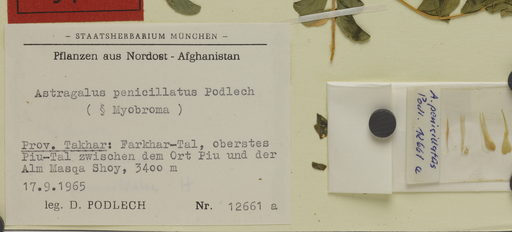 – STAATSHERBARIUM MÜNCHEN –
Pflanzen aus Nordost - Afghanistan
Astragalus penicillatus Podlech
( § Myobroma )
Prov. Takhar: Farkhar-Tal, oberstes
Piu-Tal zwischen dem Ort Piu und der
Alm Masqa Shoy, 3400 m
17.9.1965
leg. D. PODLECH Nr. 12661 a
A. penicillatus
Podl. 12661 a